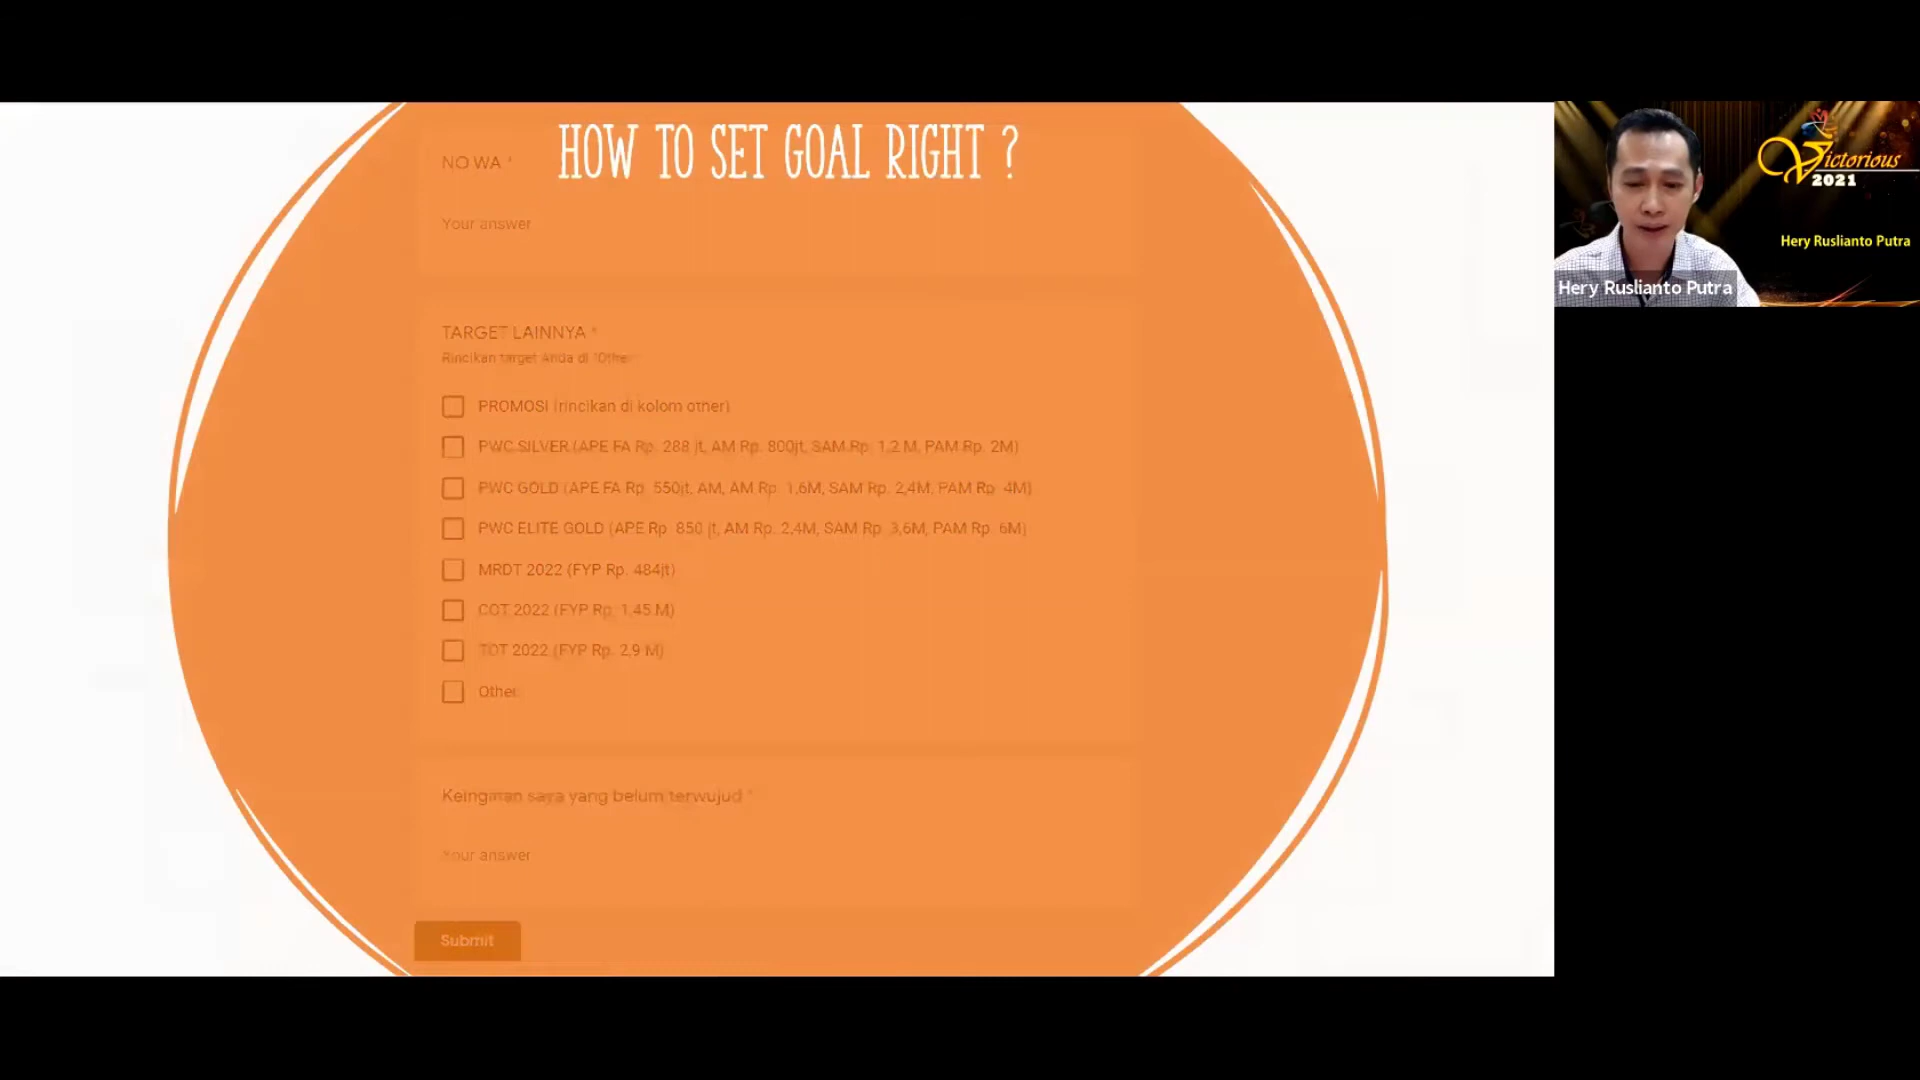 HOW TO SET GOAL RIGHT ?
NO WA *
Your answer
TARGET LAINNYA *
Rincikan target Anda di "Other"
PROMOSI (rincikan di kolom other)
PWC SILVER (APE FA Rp. 288 jt, AM Rp. 800jt, SAM Rp. 1,2 M, PAM Rp. 2M)
PWC GOLD (APE FA Rp. 550jt, AM, AM Rp. 1,6M, SAM Rp. 2,4M, PAM Rp. 4M)
PWC ELITE GOLD (APE Rp. 850 jt, AM Rp. 2,4M, SAM Rp. 3,6M, PAM Rp. 6M)
MRDT 2022 (FYP Rp. 484jt)
COT 2022 (FYP Rp. 1,45 M)
TOT 2022 (FYP Rp. 2,9 M)
Other:
Keinginan saya yang belum terwujud *
Your answer
Submit
Victorious
2021
Hery Ruslianto Putra
Hery Ruslianto Putra